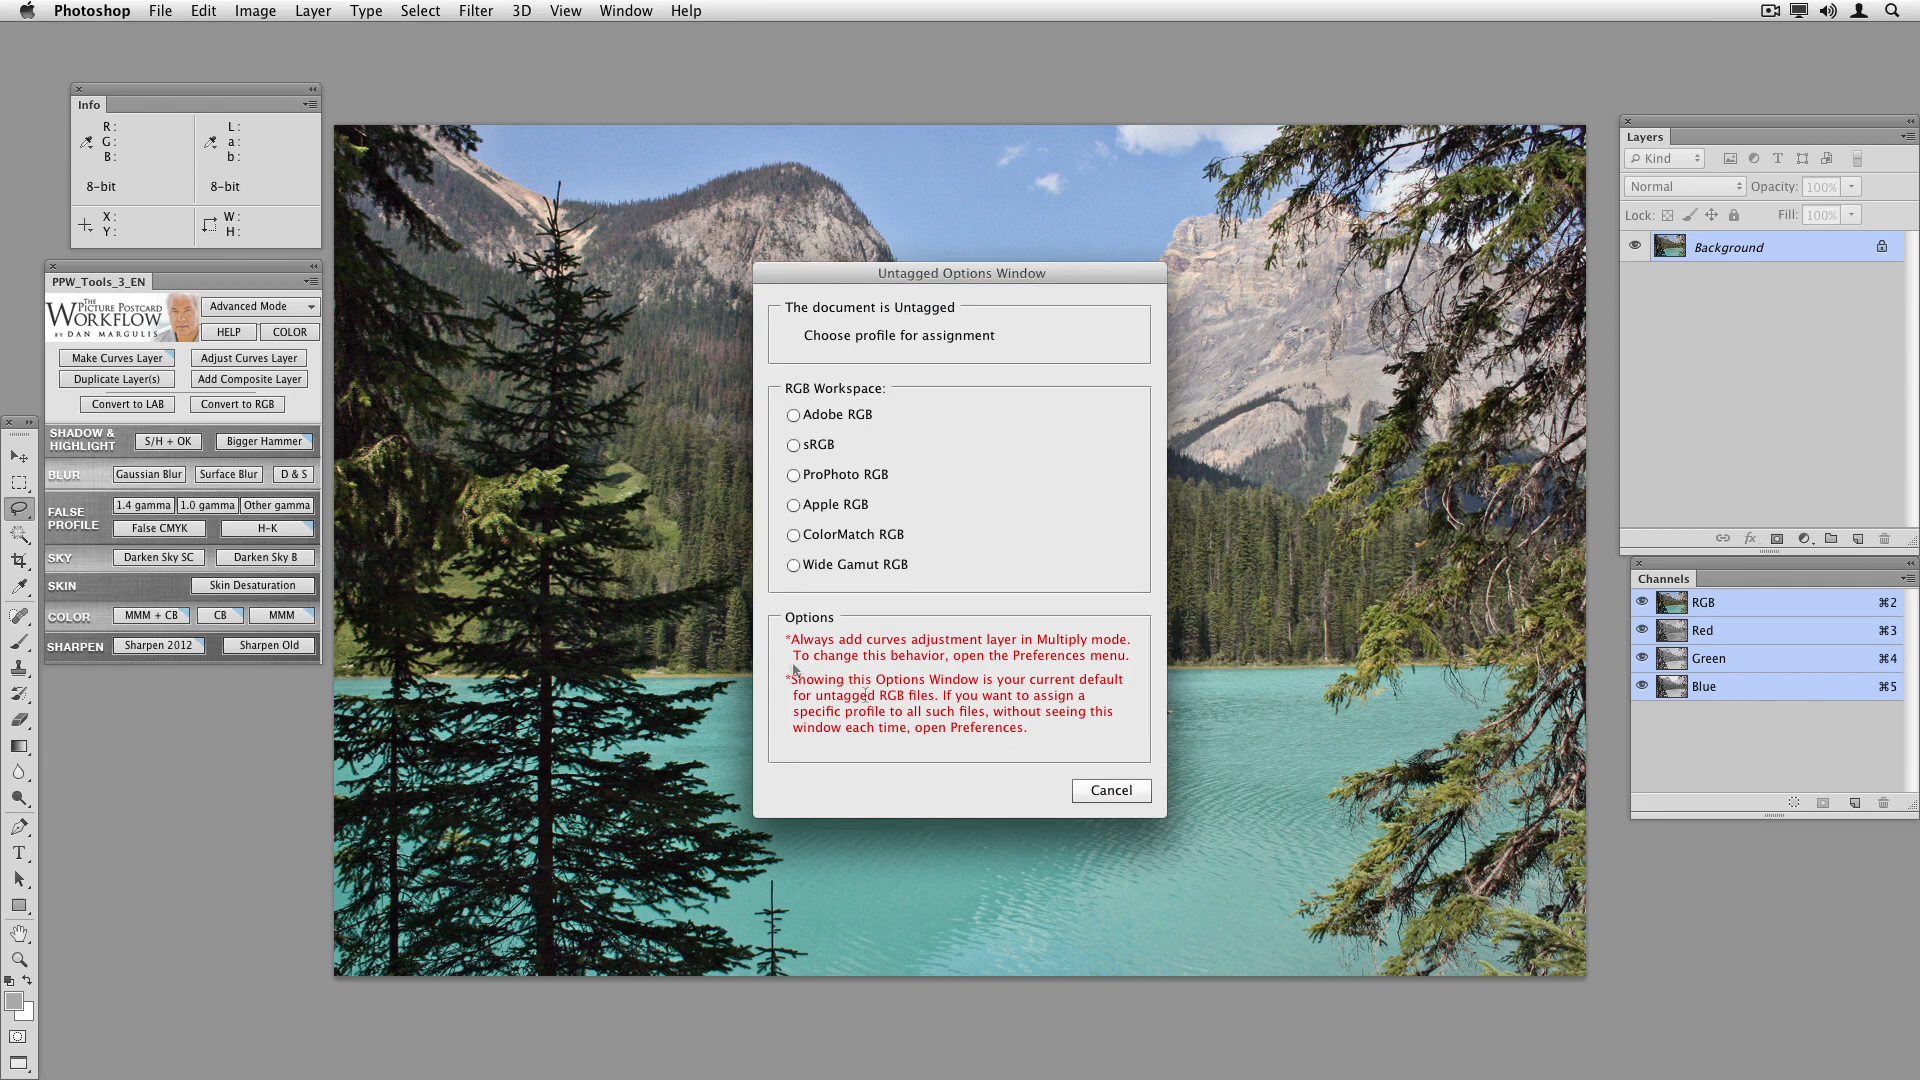 Photoshop File Edit Image Layer Type Select Filter 3D View Window Help
Info
R: L:
G: a:
B: b:
8-bit 8-bit
X: W:
Y: H:
PPW_Tools_3_EN
THE
PICTURE POSTCARD
WORKFLOW
BY DAN MARGULIS
Advanced Mode
HELP COLOR
Make Curves Layer Adjust Curves Layer
Duplicate Layer(s) Add Composite Layer
Convert to LAB Convert to RGB
SHADOW &
HIGHLIGHT S/H + OK Bigger Hammer
BLUR Gaussian Blur Surface Blur D & S
FALSE
PROFILE
1.4 gamma 1.0 gamma Other gamma
False CMYK H-K
SKY Darken Sky SC Darken Sky B
SKIN Skin Desaturation
COLOR MMM + CB CB MMM
SHARPEN Sharpen 2012 Sharpen Old
Untagged Options Window
The document is Untagged
Choose profile for assignment
RGB Workspace:
Adobe RGB
sRGB
ProPhoto RGB
Apple RGB
ColorMatch RGB
Wide Gamut RGB
Options
*Always add curves adjustment layer in Multiply mode.
To change this behavior, open the Preferences menu.
*Showing this Options Window is your current default
for untagged RGB files. If you want to assign a
specific profile to all such files, without seeing this
window each time, open Preferences.
Cancel
Layers
Kind
Normal Opacity: 100%
Lock: Fill: 100%
Background
fx
Channels
RGB ⌘2
Red ⌘3
Green ⌘4
Blue ⌘5